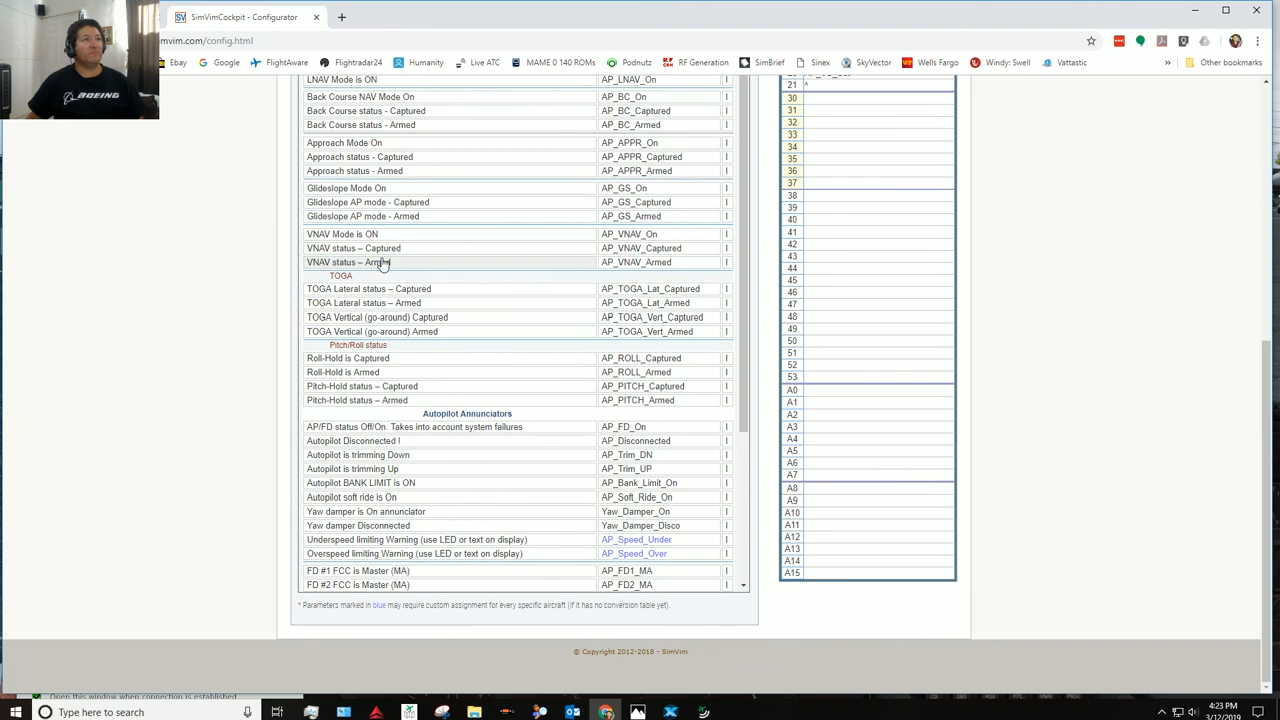 SV SimVimCockpit - Configurator
mvim.com/config.html
Ebay Google FlightAware Flightradar24 Humanity Live ATC MAME 0 140 ROMs Podnutz RF Generation SimBrief Sinex SkyVector Wells Fargo Windy: Swell Vattastic » Other bookmarks
BOEING
LNAV Mode is ON AP_LNAV_On I
Back Course NAV Mode On AP_BC_On I
Back Course status - Captured AP_BC_Captured I
Back Course status - Armed AP_BC_Armed I
Approach Mode On AP_APPR_On I
Approach status - Captured AP_APPR_Captured I
Approach status - Armed AP_APPR_Armed I
Glideslope Mode On AP_GS_On I
Glideslope AP mode - Captured AP_GS_Captured I
Glideslope AP mode - Armed AP_GS_Armed I
VNAV Mode is ON AP_VNAV_On I
VNAV status – Captured AP_VNAV_Captured I
VNAV status – Armed AP_VNAV_Armed I
TOGA
TOGA Lateral status – Captured AP_TOGA_Lat_Captured I
TOGA Lateral status – Armed AP_TOGA_Lat_Armed I
TOGA Vertical (go-around) Captured AP_TOGA_Vert_Captured I
TOGA Vertical (go-around) Armed AP_TOGA_Vert_Armed I
Pitch/Roll status
Roll-Hold is Captured AP_ROLL_Captured I
Roll-Hold is Armed AP_ROLL_Armed I
Pitch-Hold status – Captured AP_PITCH_Captured I
Pitch-Hold status – Armed AP_PITCH_Armed I
Autopilot Annunciators
AP/FD status Off/On. Takes into account system failures AP_FD_On I
Autopilot Disconnected ! AP_Disconnected I
Autopilot is trimming Down AP_Trim_DN I
Autopilot is trimming Up AP_Trim_UP I
Autopilot BANK LIMIT is ON AP_Bank_Limit_On I
Autopilot soft ride is On AP_Soft_Ride_On I
Yaw damper is On annunciator Yaw_Damper_On I
Yaw damper Disconnected Yaw_Damper_Disco I
Underspeed limiting Warning (use LED or text on display) AP_Speed_Under I
Overspeed limiting Warning (use LED or text on display) AP_Speed_Over I
FD #1 FCC is Master (MA) AP_FD1_MA I
FD #2 FCC is Master (MA) AP_FD2_MA I
* Parameters marked in blue may require custom assignment for every specific aircraft (if it has no conversion table yet).
21 ^
30
31
32
33
34
35
36
37
38
39
40
41
42
43
44
45
46
47
48
49
50
51
52
53
A0
A1
A2
A3
A4
A5
A6
A7
A8
A9
A10
A11
A12
A13
A14
A15
© Copyright 2012-2018 - SimVim
Open this window when connection is established
Type here to search
4:23 PM
3/12/2019